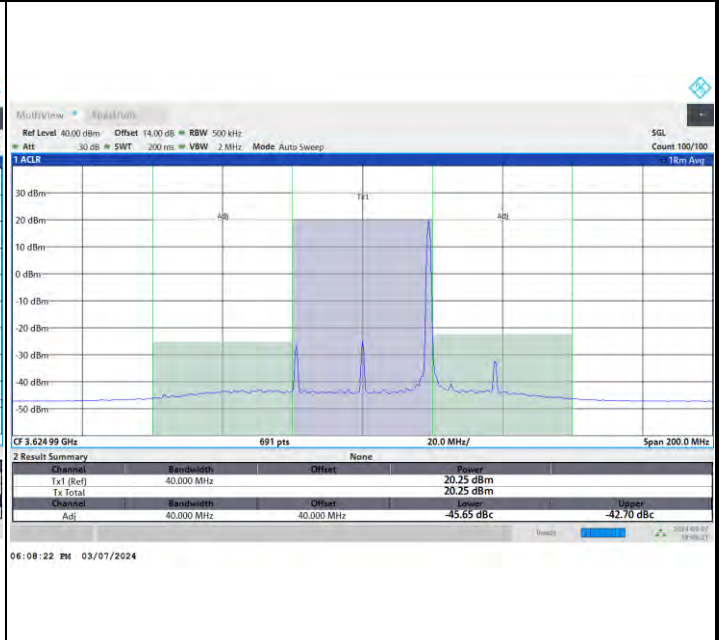 MultiView Spectrum
Ref Level 40.00 dBm Offset 14.00 dB RBW 500 kHz SGL
Att 30 dB SWT 200 ms VBW 2 MHz Mode Auto Sweep Count 100/100
1 ACLR 1Rm Avg
Tx1
Adj Adj
30 dBm
20 dBm
10 dBm
0 dBm
-10 dBm
-20 dBm
-30 dBm
-40 dBm
-50 dBm
CF 3.624 99 GHz 691 pts 20.0 MHz/ Span 200.0 MHz
2 Result Summary None
Channel Bandwidth Offset Power
Tx1 (Ref) 40.000 MHz 20.25 dBm
Tx Total 20.25 dBm
Channel Bandwidth Offset Lower Upper
Adj 40.000 MHz 40.000 MHz -45.65 dBc -42.70 dBc
Ready
06:08:22 PM 03/07/2024